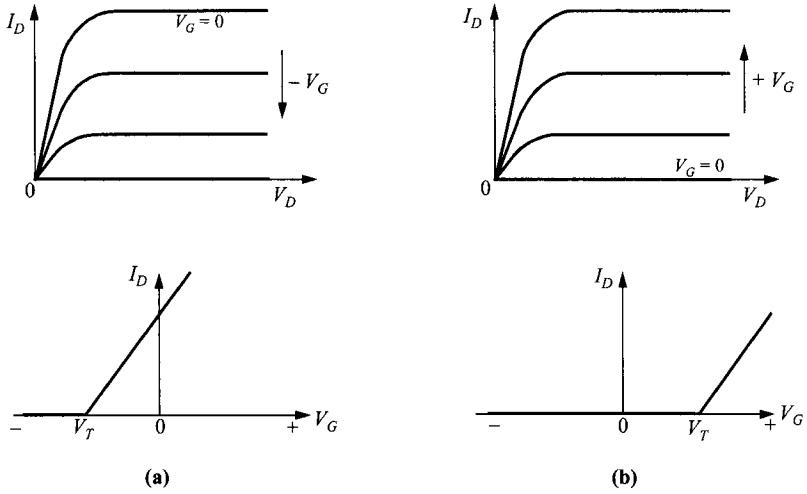 I_D
V_G = 0
– V_G
0
V_D
I_D
+ V_G
V_G = 0
0
V_D
I_D
–
V_T
0
+
V_G
(a)
I_D
–
0
V_T
+
V_G
(b)